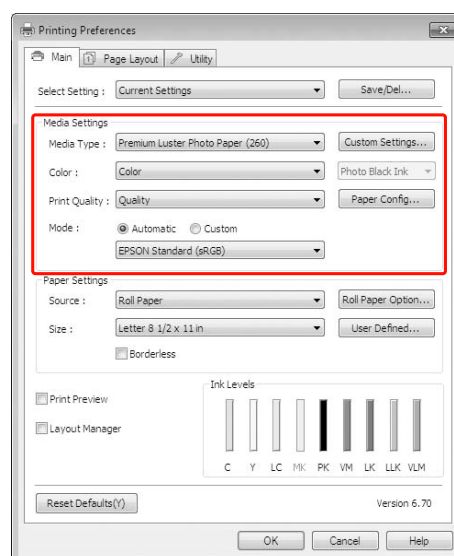 Printing Preferences
Main Page Layout Utility
Select Setting : Current Settings Save/Del...
Media Settings
Media Type : Premium Luster Photo Paper (260) Custom Settings...
Color : Color Photo Black Ink
Print Quality : Quality Paper Config...
Mode : Automatic Custom
EPSON Standard (sRGB)
Paper Settings
Source : Roll Paper Roll Paper Option...
Size : Letter 8 1/2 x 11 in User Defined...
Borderless
Ink Levels
Print Preview
Layout Manager
C Y LC MK PK VM LK LLK VLM
Reset Defaults(Y) Version 6.70
OK Cancel Help